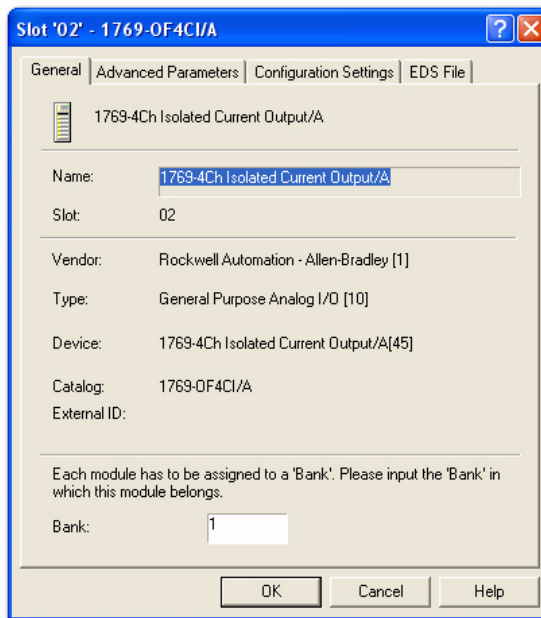 Slot '02' - 1769-OF4CI/A
General Advanced Parameters Configuration Settings EDS File
1769-4Ch Isolated Current Output/A
Name: 1769-4Ch Isolated Current Output/A
Slot: 02
Vendor: Rockwell Automation - Allen-Bradley [1]
Type: General Purpose Analog I/O [10]
Device: 1769-4Ch Isolated Current Output/A[45]
Catalog: 1769-OF4CI/A
External ID:
Each module has to be assigned to a 'Bank'. Please input the 'Bank' in
which this module belongs.
Bank: 1
OK Cancel Help